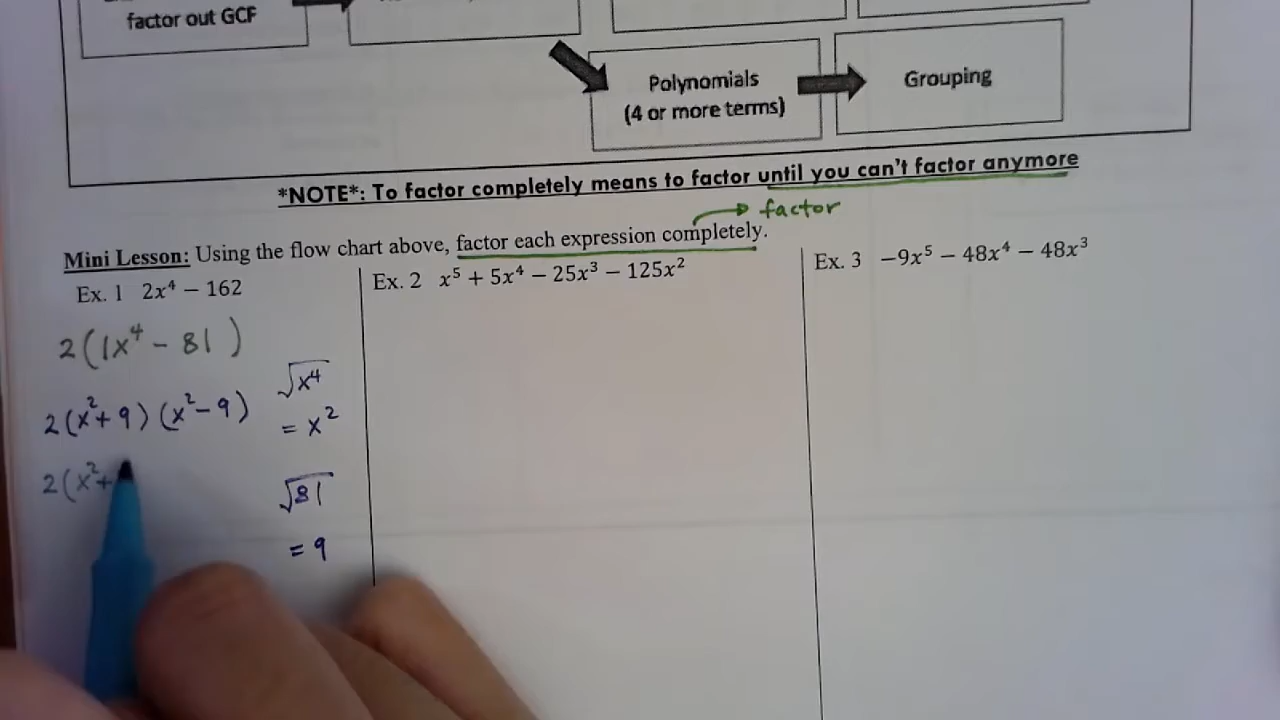 factor out GCF
Polynomials
(4 or more terms)
Grouping
*NOTE*: To factor completely means to factor until you can't factor anymore
factor
Mini Lesson: Using the flow chart above, factor each expression completely.
Ex. 1 2x⁴ − 162
2(1x⁴ − 81)
2(x²+9)(x²−9)
2(x²+
√x⁴
= x²
√81
= 9
Ex. 2 x⁵ + 5x⁴ − 25x³ − 125x²
Ex. 3 −9x⁵ − 48x⁴ − 48x³